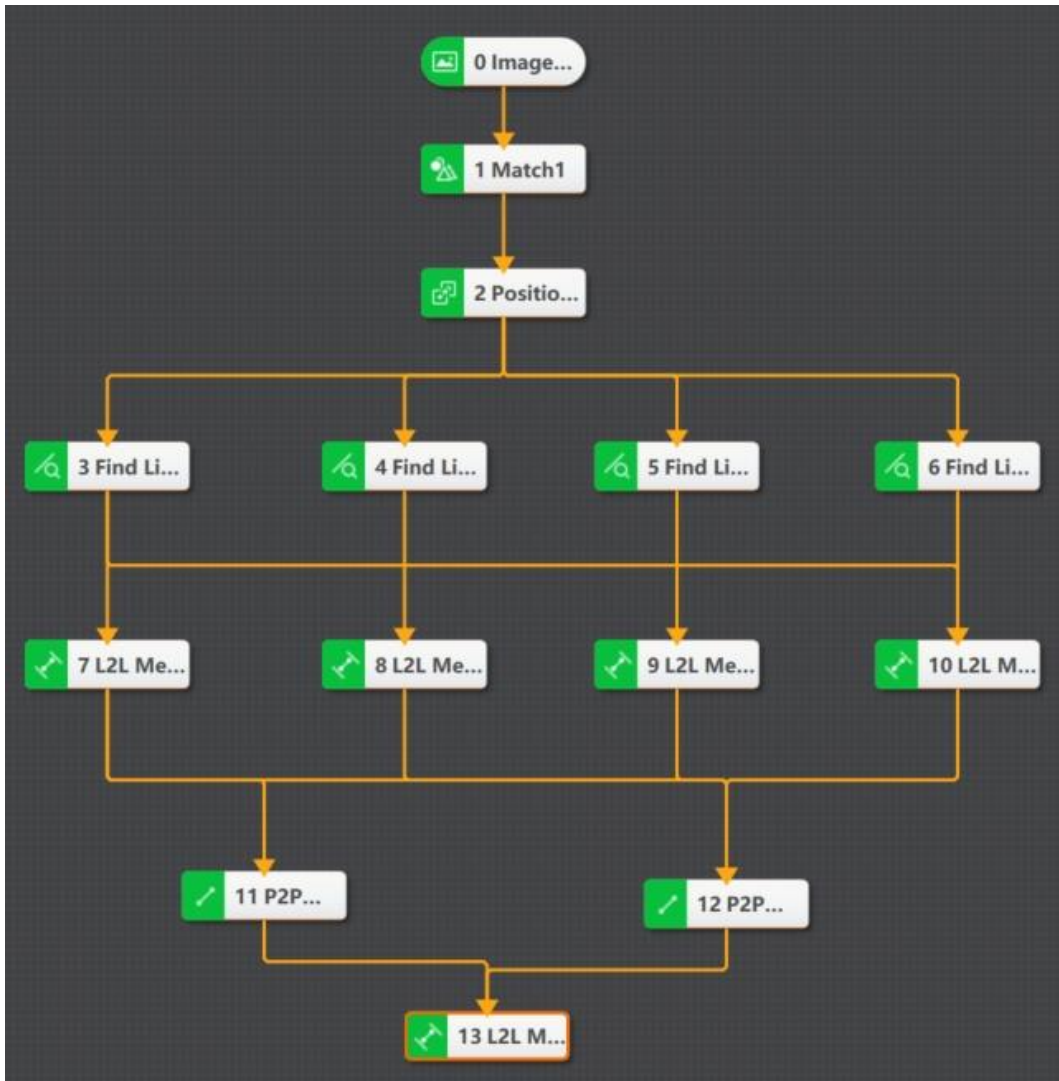 0 Image...
1 Match1
2 Positio...
3 Find Li...
4 Find Li...
5 Find Li...
6 Find Li...
7 L2L Me...
8 L2L Me...
9 L2L Me...
10 L2L M...
11 P2P...
12 P2P...
13 L2L M...